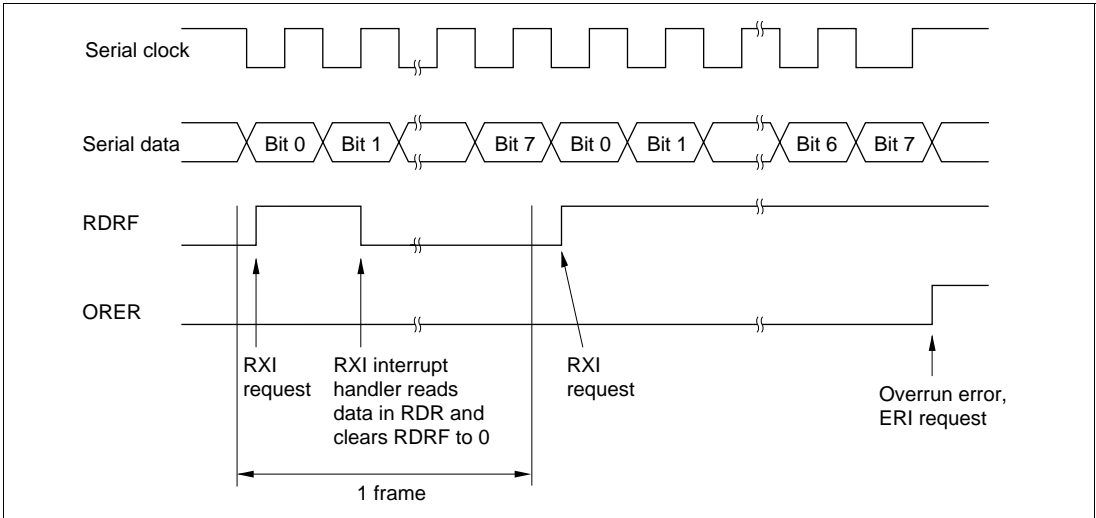 Serial clock
Serial data
Bit 0
Bit 1
Bit 7
Bit 0
Bit 1
Bit 6
Bit 7
RDRF
ORER
RXI
request
RXI interrupt
handler reads
data in RDR and
clears RDRF to 0
RXI
request
Overrun error,
ERI request
1 frame